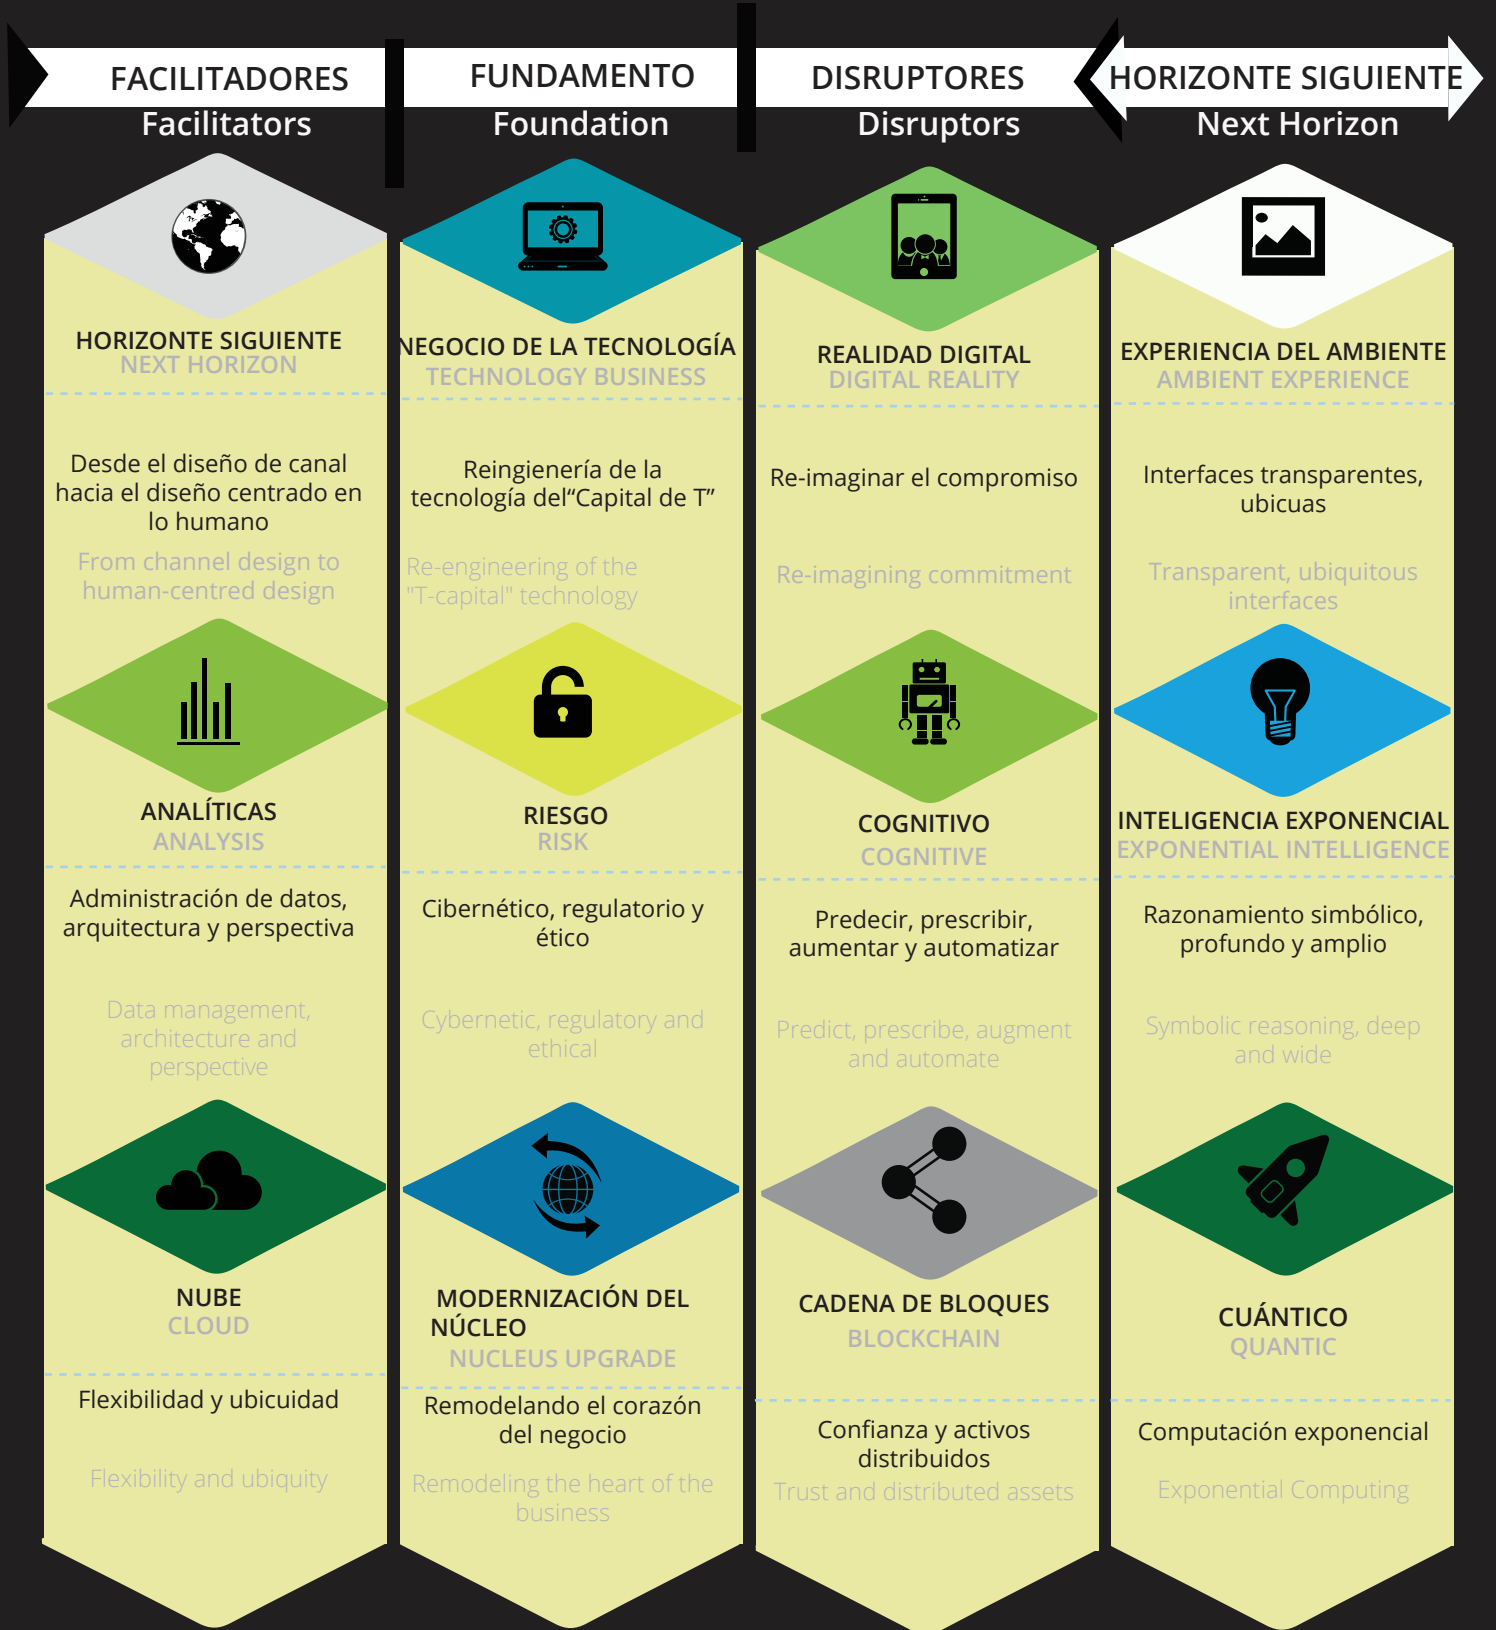 FACILITADORES
Facilitators
HORIZONTE SIGUIENTE
NEXT HORIZON
Desde el diseño de canal
hacia el diseño centrado en
lo humano
From channel design to
human-centred design
ANALÍTICAS
ANALYSIS
Administración de datos,
arquitectura y perspectiva
Data management,
architecture and
perspective
NUBE
CLOUD
Flexibilidad y ubicuidad
Flexibility and ubiquity
FUNDAMENTO
Foundation
NEGOCIO DE LA TECNOLOGÍA
TECHNOLOGY BUSINESS
Reingienería de la
tecnología del“Capital de T”
Re-engineering of the
"T-capital" technology
RIESGO
RISK
Cibernético, regulatorio y
ético
Cybernetic, regulatory and
ethical
MODERNIZACIÓN DEL
NÚCLEO
NUCLEUS UPGRADE
Remodelando el corazón
del negocio
Remodeling the heart of the
business
DISRUPTORES
Disruptors
REALIDAD DIGITAL
DIGITAL REALITY
Re-imaginar el compromiso
Re-imagining commitment
COGNITIVO
COGNITIVE
Predecir, prescribir,
aumentar y automatizar
Predict, prescribe, augment
and automate
CADENA DE BLOQUES
BLOCKCHAIN
Confianza y activos
distribuidos
Trust and distributed assets
HORIZONTE SIGUIENTE
Next Horizon
EXPERIENCIA DEL AMBIENTE
AMBIENT EXPERIENCE
Interfaces transparentes,
ubicuas
Transparent, ubiquitous
interfaces
INTELIGENCIA EXPONENCIAL
EXPONENTIAL INTELLIGENCE
Razonamiento simbólico,
profundo y amplio
Symbolic reasoning, deep
and wide
CUÁNTICO
QUANTIC
Computación exponencial
Exponential Computing